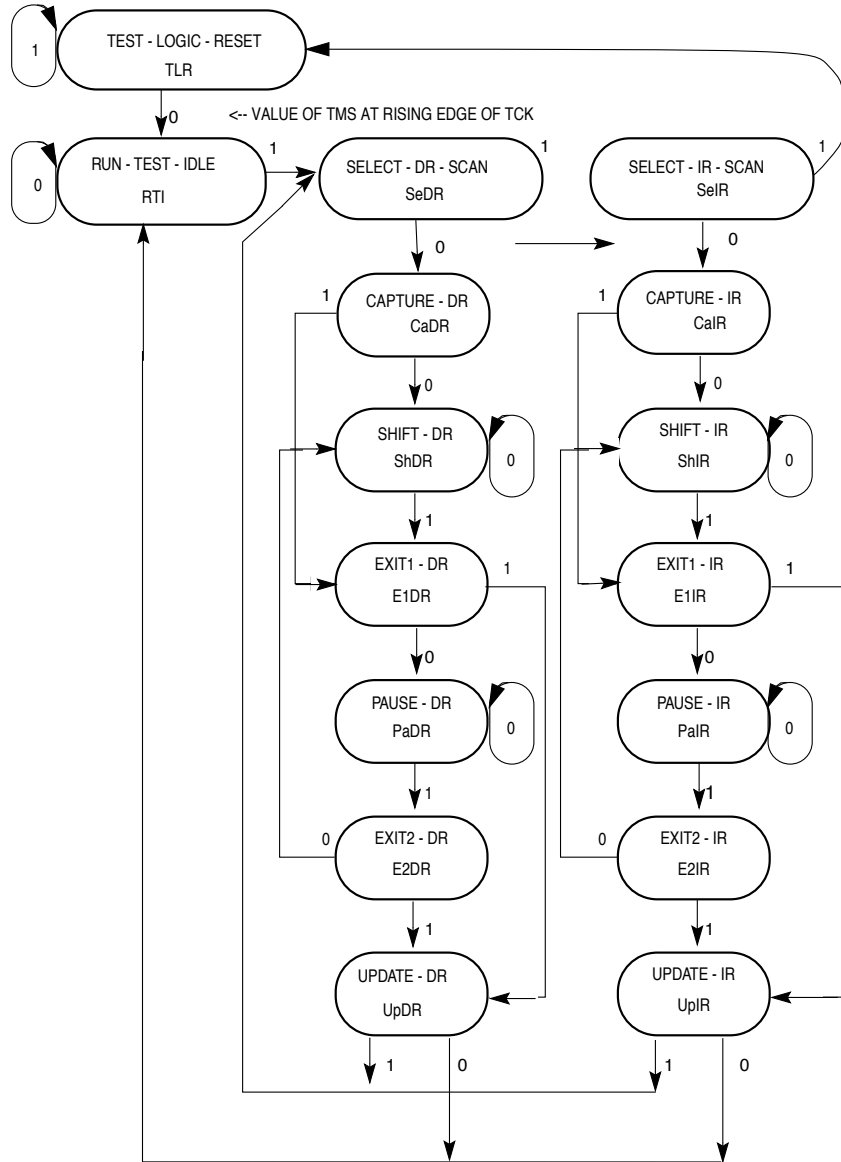 TEST - LOGIC - RESET
TLR
1
0
<-- VALUE OF TMS AT RISING EDGE OF TCK
RUN - TEST - IDLE
RTI
0
1
SELECT - DR - SCAN
SeDR
1
SELECT - IR - SCAN
SeIR
1
0
0
1
CAPTURE - DR
CaDR
1
CAPTURE - IR
CaIR
0
0
SHIFT - DR
ShDR
0
SHIFT - IR
ShIR
0
1
1
EXIT1 - DR
E1DR
1
EXIT1 - IR
E1IR
1
0
0
PAUSE - DR
PaDR
0
PAUSE - IR
PaIR
0
1
1
0
EXIT2 - DR
E2DR
0
EXIT2 - IR
E2IR
1
1
UPDATE - DR
UpDR
UPDATE - IR
UpIR
1
0
1
0